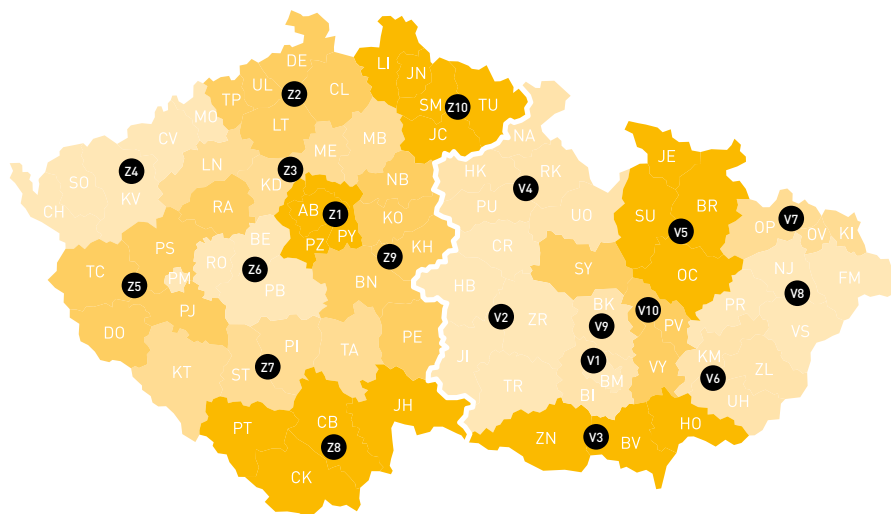 LI
DE
JN
UL
Z2
CL
TP
SM
Z10
TU
MO
LT
JC
NA
CV
ME
MB
JE
LN
Z3
HK
RK
Z4
SO
KD
NB
V4
KV
CH
RA
AB
Z1
KO
PU
UO
SU
BR
V7
OP
OV
KI
V5
BE
PZ
PY
KH
CR
PS
RO
Z6
Z9
SY
OC
NJ
FM
TC
Z5
PM
PB
BN
HB
V8
PJ
BK
V10
PR
DO
V2
ZR
V9
PV
VS
PI
TA
PE
JI
V1
KM
KT
ST
Z7
VY
V6
ZL
TR
BI
BM
UH
JH
PT
CB
HO
ZN
V3
BV
Z8
CK